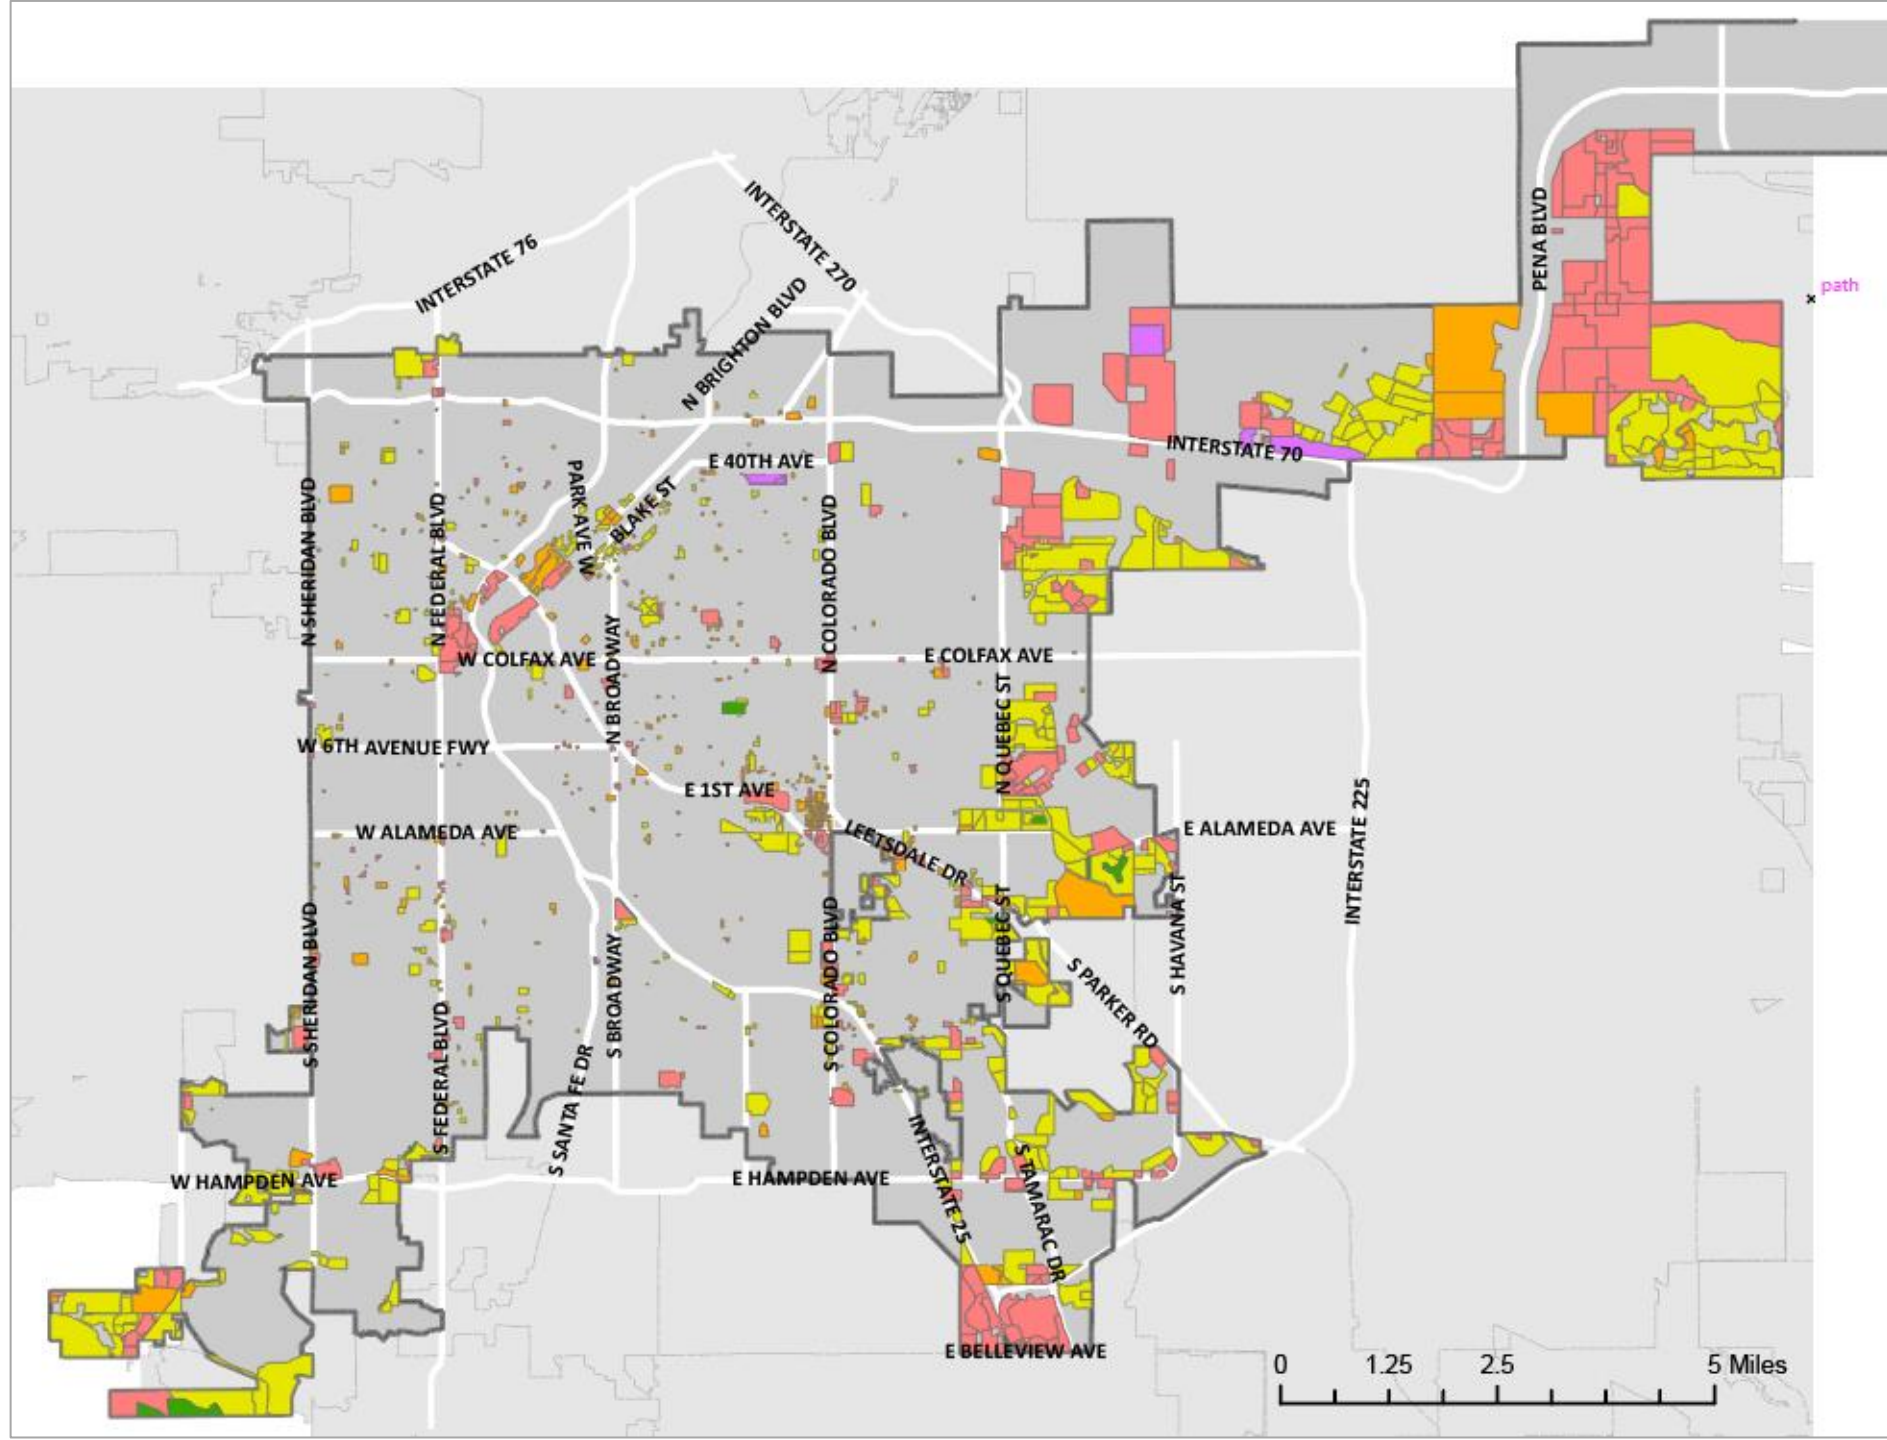 INTERSTATE 76
INTERSTATE 270
PENA BLVD
path
N BRIGHTON BLVD
INTERSTATE 70
E 40TH AVE
PARK AVE W
BLAKE ST
N SHERIDAN BLVD
N FEDERAL BLVD
N COLORADO BLVD
W COLFAX AVE
E COLFAX AVE
N BROADWAY
N QUEBEC ST
W 6TH AVENUE FWY
E 1ST AVE
W ALAMEDA AVE
LEETSDALE DR
E ALAMEDA AVE
INTERSTATE 225
S SHERIDAN BLVD
S FEDERAL BLVD
S SANTA FE DR
S BROADWAY
S COLORADO BLVD
S QUEBEC ST
S HAVANA ST
S PARKER RD
W HAMPDEN AVE
E HAMPDEN AVE
INTERSTATE 25
S TAMARAC DR
E BELLEVIEW AVE
0 1.25 2.5 5 Miles